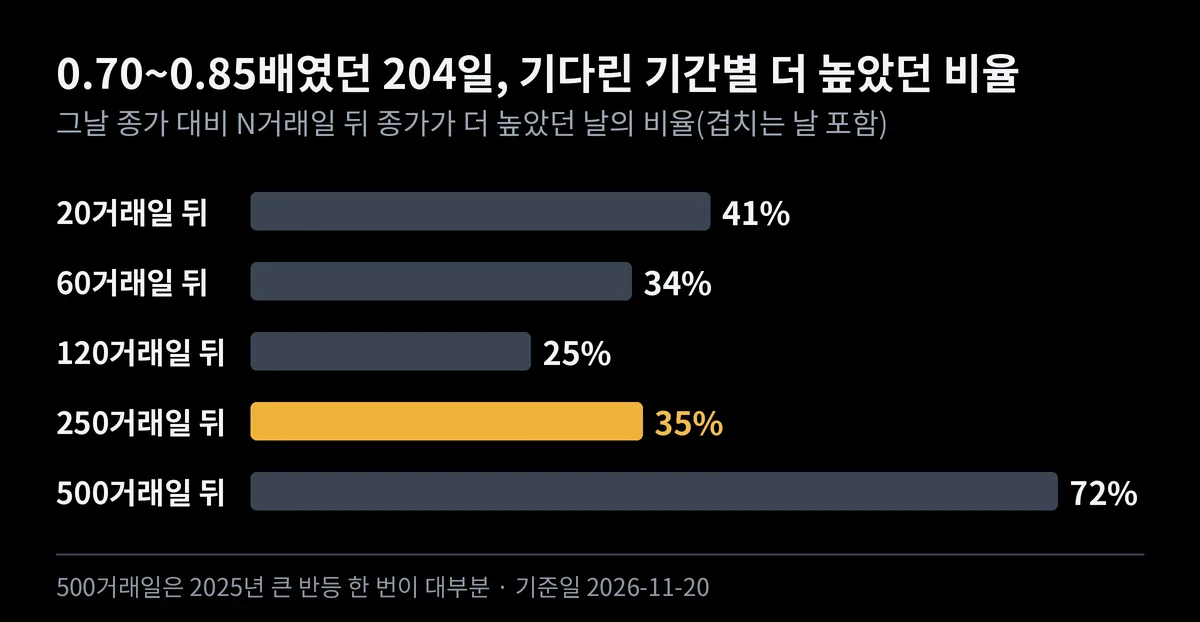 0.70~0.85배였던 204일, 기다린 기간별 더 높았던 비율
그날 종가 대비 N거래일 뒤 종가가 더 높았던 날의 비율(겹치는 날 포함)
20거래일 뒤 41%
60거래일 뒤 34%
120거래일 뒤 25%
250거래일 뒤 35%
500거래일 뒤 72%
500거래일은 2025년 큰 반등 한 번이 대부분 · 기준일 2026-11-20